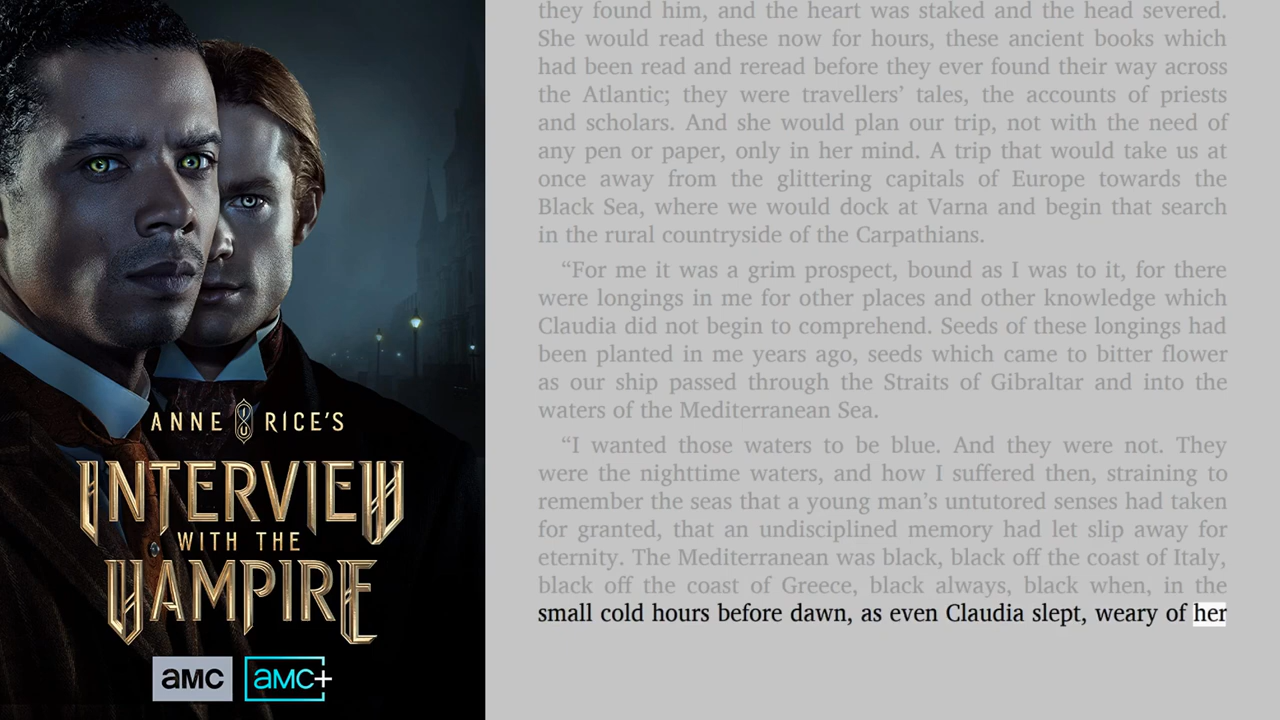 ANNE RICE'S
INTERVIEW
WITH THE
VAMPIRE
amc
amc+
they found him, and the heart was staked and the head severed.
She would read these now for hours, these ancient books which
had been read and reread before they ever found their way across
the Atlantic; they were travellers’ tales, the accounts of priests
and scholars. And she would plan our trip, not with the need of
any pen or paper, only in her mind. A trip that would take us at
once away from the glittering capitals of Europe towards the
Black Sea, where we would dock at Varna and begin that search
in the rural countryside of the Carpathians.
“For me it was a grim prospect, bound as I was to it, for there
were longings in me for other places and other knowledge which
Claudia did not begin to comprehend. Seeds of these longings had
been planted in me years ago, seeds which came to bitter flower
as our ship passed through the Straits of Gibraltar and into the
waters of the Mediterranean Sea.
“I wanted those waters to be blue. And they were not. They
were the nighttime waters, and how I suffered then, straining to
remember the seas that a young man’s untutored senses had taken
for granted, that an undisciplined memory had let slip away for
eternity. The Mediterranean was black, black off the coast of Italy,
black off the coast of Greece, black always, black when, in the
small cold hours before dawn, as even Claudia slept, weary of her